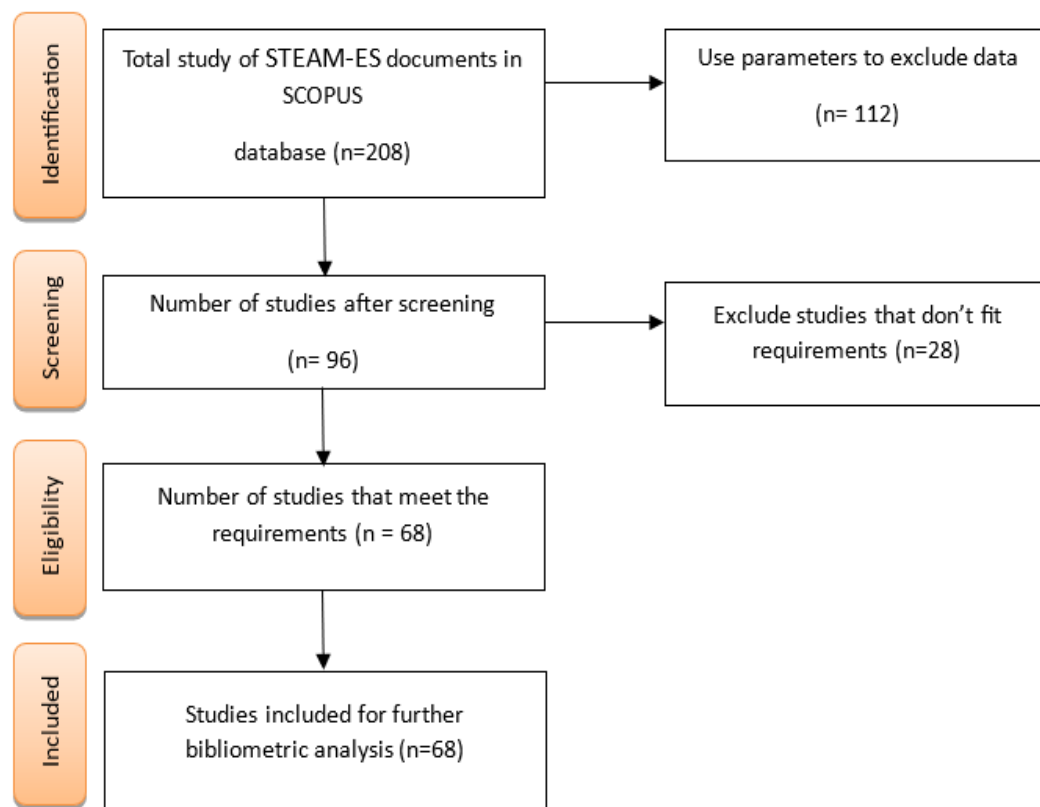 Identification
Total study of STEAM-ES documents in
SCOPUS
database (n=208)
Use parameters to exclude data
(n= 112)
Screening
Number of studies after screening
(n= 96)
Exclude studies that don't fit
requirements (n=28)
Eligibility
Number of studies that meet the
requirements (n = 68)
Included
Studies included for further
bibliometric analysis (n=68)